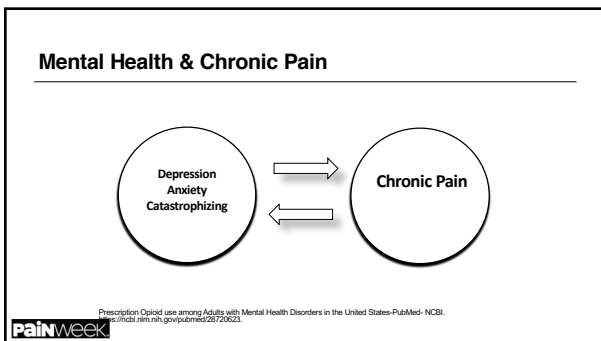 Mental Health & Chronic Pain
Depression
Anxiety
Catastrophizing
Chronic Pain
Prescription Opioid use among Adults with Mental Health Disorders in the United States-PubMed- NCBI.
https://ncbi.nlm.nih.gov/pubmed/28720623.
PAINWEEK.